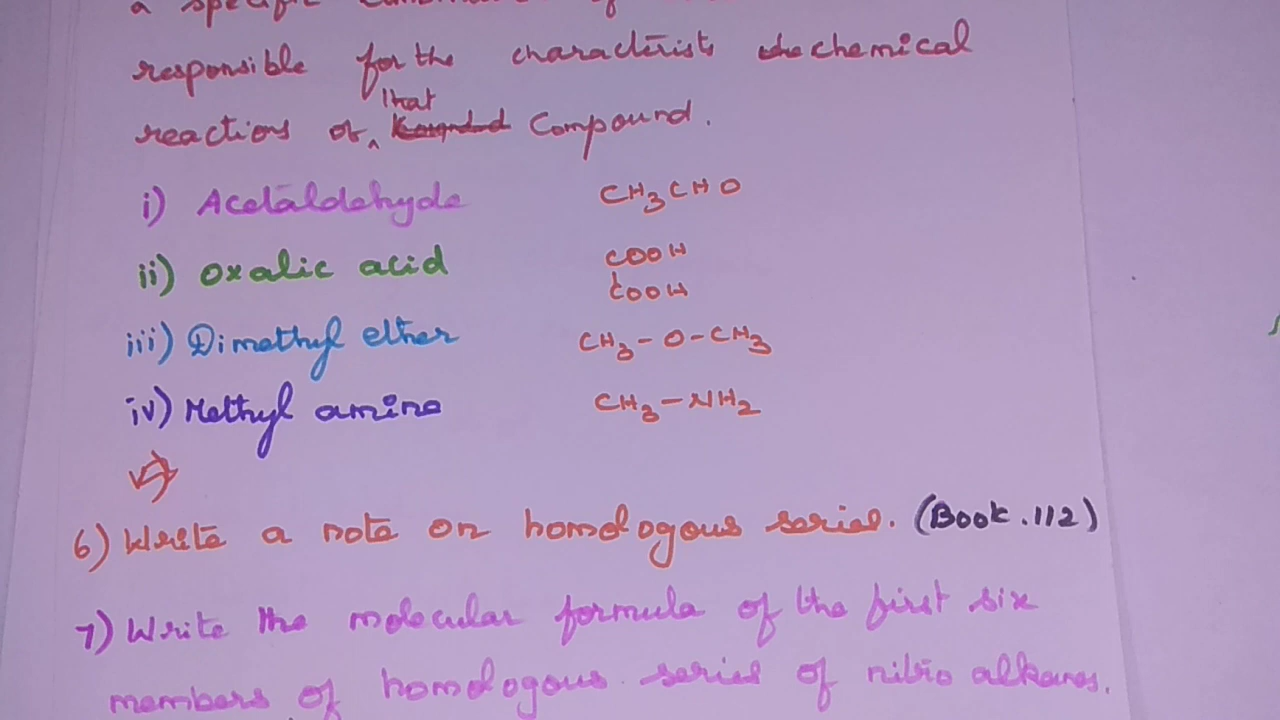 a specific
responsible for the characterists chemical
that
reactions of ^ Compound.
i) Acetaldehyde CH3CHO
ii) Oxalic acid COOH
COOH
iii) Dimethyl ether CH3-O-CH3
iv) Methyl amine CH3-NH2
v)
6) Write a note on homologous series. (Book.112)
7) Write the molecular formula of the first six
members of homologous series of nitro alkanes.